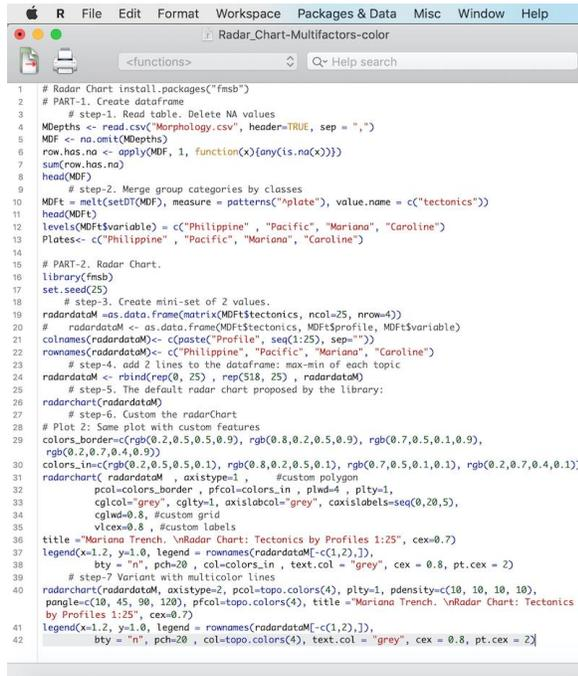 R File Edit Format Workspace Packages & Data Misc Window Help
Radar_Chart-Multifactors-color
<functions> Help search
1 # Radar Chart install.packages("fmsb")
2 # PART-1. Create dataframe
3 # step-1. Read table. Delete NA values
4 MDepths <- read.csv("Morphology.csv", header=TRUE, sep = ",")
5 MDF <- na.omit(MDepths)
6 row.has.na <- apply(MDF, 1, function(x){any(is.na(x))})
7 sum(row.has.na)
8 head(MDF)
9 # step-2. Merge group categories by classes
10 MDFt = melt(setDT(MDF), measure = patterns("^plate"), value.name = c("tectonics"))
11 head(MDFt)
12 levels(MDFt$variable) = c("Philippine" , "Pacific", "Mariana", "Caroline")
13 Plates<- c("Philippine" , "Pacific", "Mariana", "Caroline")
14
15 # PART-2. Radar Chart.
16 library(fmsb)
17 set.seed(25)
18 # step-3. Create mini-set of 2 values.
19 radardataM =as.data.frame(matrix(MDFt$tectonics, ncol=25, nrow=4))
20 # radardataM <- as.data.frame(MDFt$tectonics, MDFt$profile, MDFt$variable)
21 colnames(radardataM)<- c(paste("Profile", seq(1:25), sep=""))
22 rownames(radardataM)<- c("Philippine", "Pacific", "Mariana", "Caroline")
23 # step-4. add 2 lines to the dataframe: max-min of each topic
24 radardataM <- rbind(rep(0, 25) , rep(518, 25) , radardataM)
25 # step-5. The default radar chart proposed by the library:
26 radarchart(radardataM)
27 # step-6. Custom the radarChart
28 # Plot 2: Same plot with custom features
29 colors_border=c(rgb(0.2,0.5,0.5,0.9), rgb(0.8,0.2,0.5,0.9), rgb(0.7,0.5,0.1,0.9),
rgb(0.2,0.7,0.4,0.9))
30 colors_in=c(rgb(0.2,0.5,0.5,0.1), rgb(0.8,0.2,0.5,0.1), rgb(0.7,0.5,0.1,0.1), rgb(0.2,0.7,0.4,0.1))
31 radarchart( radardataM , axistype=1 , #custom polygon
32 pcol=colors_border , pfcol=colors_in , plwd=4 , plty=1,
33 cglcol="grey", cglty=1, axislabcol="grey", caxislabels=seq(0,20,5),
34 cglwd=0.8, #custom grid
35 vlcex=0.8 , #custom labels
36 title ="Mariana Trench. \nRadar Chart: Tectonics by Profiles 1:25", cex=0.7)
37 legend(x=1.2, y=1.0, legend = rownames(radardataM[-c(1,2),]),
38 bty = "n", pch=20 , col=colors_in , text.col = "grey", cex = 0.8, pt.cex = 2)
39 # step-7 Variant with multicolor lines
40 radarchart(radardataM, axistype=2, pcol=topo.colors(4), plty=1, pdensity=c(10, 10, 10, 10),
pangle=c(10, 45, 90, 120), pfcol=topo.colors(4), title ="Mariana Trench. \nRadar Chart: Tectonics
by Profiles 1:25", cex=0.7)
41 legend(x=1.2, y=1.0, legend = rownames(radardataM[-c(1,2),]),
42 bty = "n", pch=20 , col=topo.colors(4), text.col = "grey", cex = 0.8, pt.cex = 2)